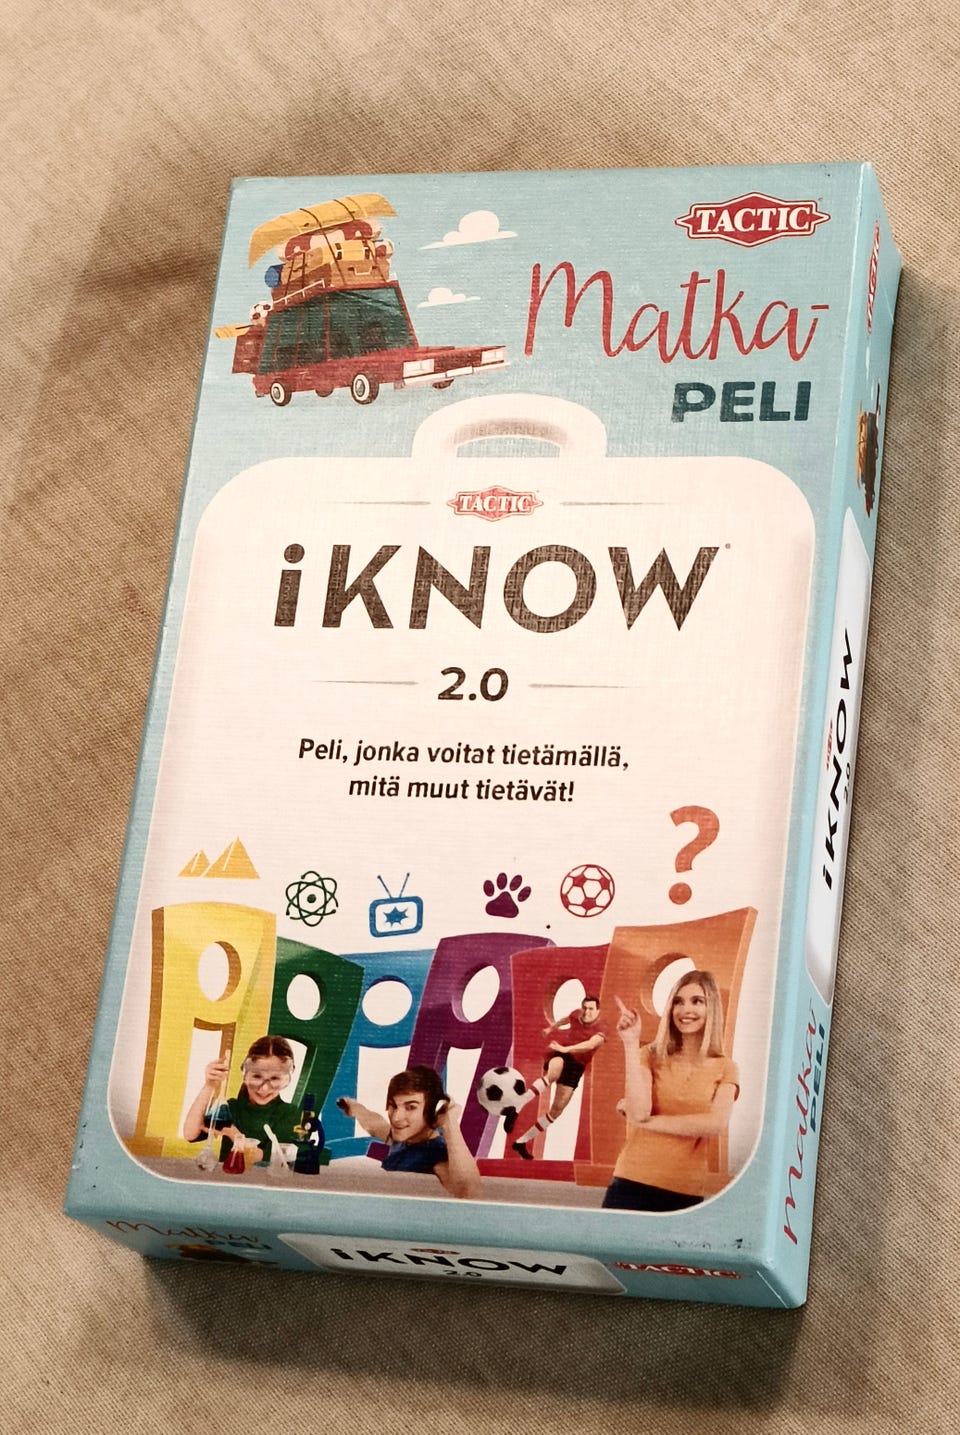 TACTIC
Matka-
PELI
TACTIC
iKNOW
2.0
Peli, jonka voitat tietämällä,
mitä muut tietävät!
?
TACTIC
iKNOW
2.0
Matka
PELI
Matka
PELI
iKNOW
2.0
TACTIC